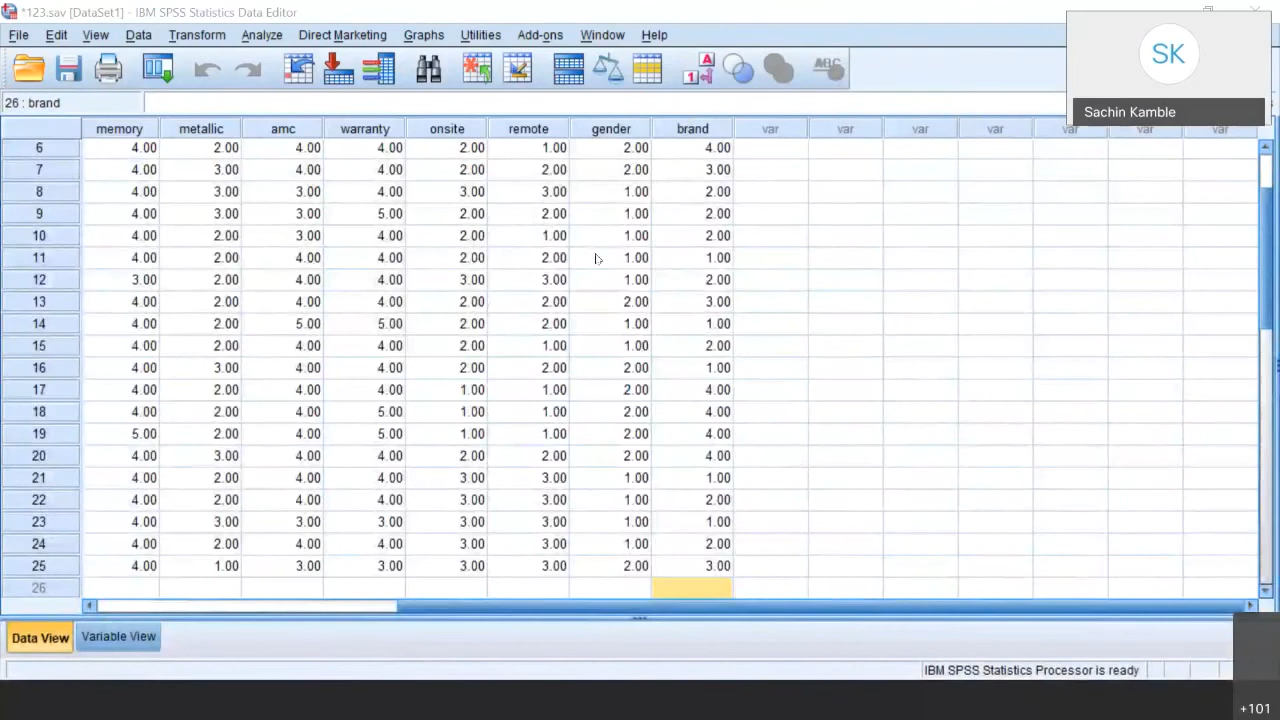 *123.sav [DataSet1] - IBM SPSS Statistics Data Editor
File Edit View Data Transform Analyze Direct Marketing Graphs Utilities Add-ons Window Help
SK
Sachin Kamble
26 : brand
memory metallic amc warranty onsite remote gender brand var var var var var var var
6 4.00 2.00 4.00 4.00 2.00 1.00 2.00 4.00
7 4.00 3.00 4.00 4.00 2.00 2.00 2.00 3.00
8 4.00 3.00 3.00 4.00 3.00 3.00 1.00 2.00
9 4.00 3.00 3.00 5.00 2.00 2.00 1.00 2.00
10 4.00 2.00 3.00 4.00 2.00 1.00 1.00 2.00
11 4.00 2.00 4.00 4.00 2.00 2.00 1.00 1.00
12 3.00 2.00 4.00 4.00 3.00 3.00 1.00 2.00
13 4.00 2.00 4.00 4.00 2.00 2.00 2.00 3.00
14 4.00 2.00 5.00 5.00 2.00 2.00 1.00 1.00
15 4.00 2.00 4.00 4.00 2.00 2.00 1.00 2.00
16 4.00 3.00 4.00 4.00 2.00 2.00 2.00 1.00
17 4.00 2.00 4.00 4.00 1.00 1.00 2.00 4.00
18 4.00 2.00 4.00 5.00 1.00 1.00 2.00 4.00
19 5.00 2.00 4.00 5.00 1.00 1.00 2.00 4.00
20 4.00 3.00 4.00 4.00 2.00 2.00 2.00 4.00
21 4.00 2.00 4.00 4.00 3.00 3.00 1.00 1.00
22 4.00 2.00 4.00 4.00 3.00 3.00 1.00 2.00
23 4.00 3.00 3.00 3.00 3.00 3.00 1.00 1.00
24 4.00 2.00 4.00 4.00 3.00 3.00 1.00 2.00
25 4.00 1.00 3.00 3.00 3.00 3.00 2.00 3.00
26
Data View Variable View
IBM SPSS Statistics Processor is ready
+101